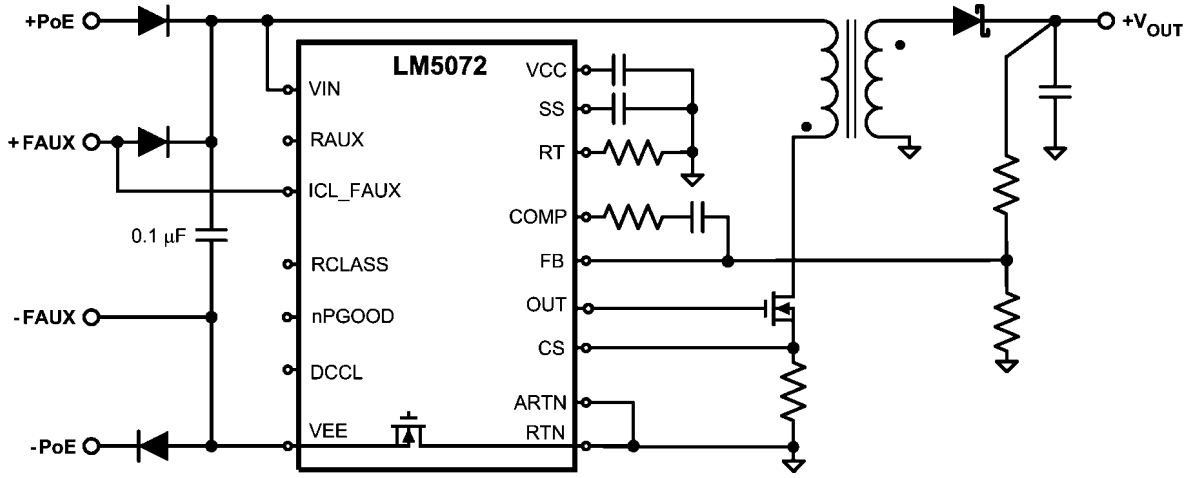 +PoE
+FAUX
0.1 µF
-FAUX
-PoE
LM5072
VIN
RAUX
ICL_FAUX
RCLASS
nPGOOD
DCCL
VEE
VCC
SS
RT
COMP
FB
OUT
CS
ARTN
RTN
+VOUT